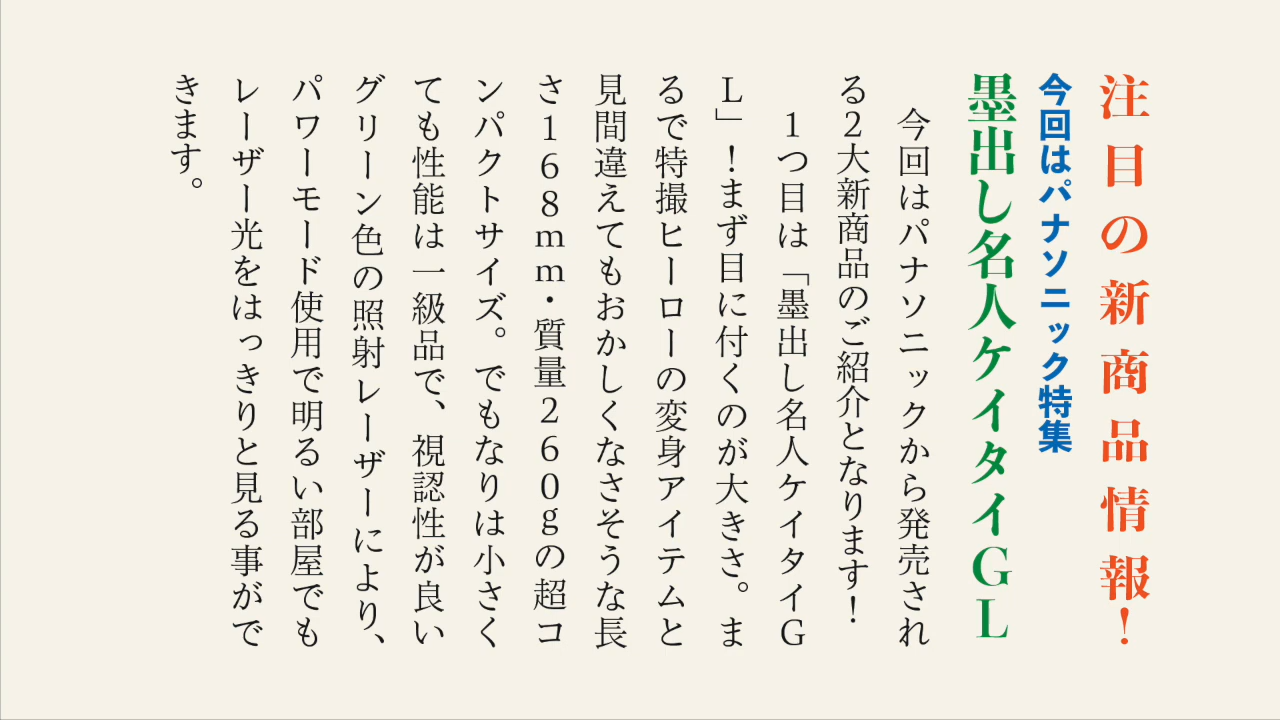 注目の新商品情報！
今回はパナソニック特集
墨出し名人ケイタイＧＬ
　今回はパナソニックから発売され
る２大新商品のご紹介となります！
　１つ目は「墨出し名人ケイタイＧ
Ｌ」！まず目に付くのが大きさ。ま
るで特撮ヒーローの変身アイテムと
見間違えてもおかしくなさそうな長
さ１６８ｍｍ・質量２６０ｇの超コ
ンパクトサイズ。でもなりは小さく
ても性能は一級品で、視認性が良い
グリーン色の照射レーザーにより、
パワーモード使用で明るい部屋でも
レーザー光をはっきりと見る事がで
きます。